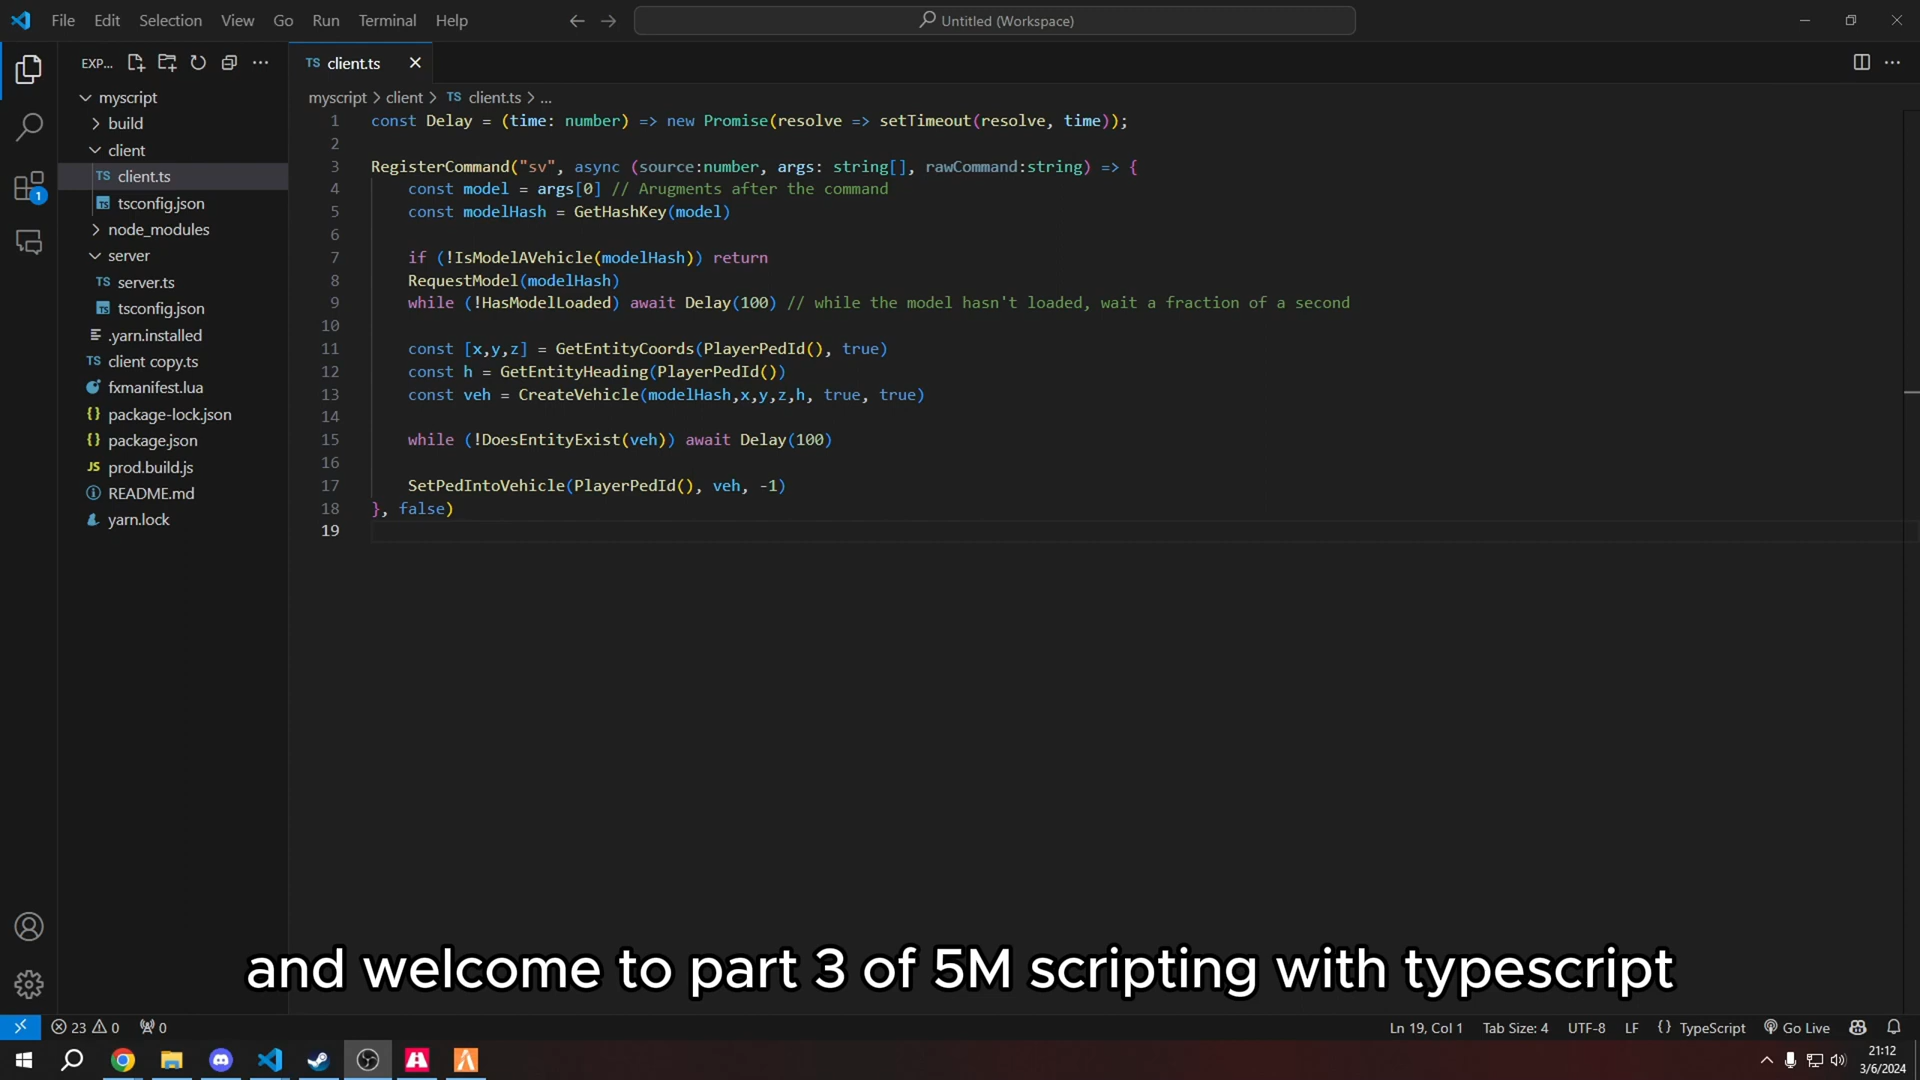 File Edit Selection View Go Run Terminal Help
Untitled (Workspace)
EXP...
TS client.ts
myscript > client > TS client.ts > ...
myscript
build
client
TS client.ts
TS tsconfig.json
node_modules
server
TS server.ts
TS tsconfig.json
.yarn.installed
TS client copy.ts
fxmanifest.lua
{} package-lock.json
{} package.json
JS prod.build.js
README.md
yarn.lock
1
1 const Delay = (time: number) => new Promise(resolve => setTimeout(resolve, time));
2
3 RegisterCommand("sv", async (source:number, args: string[], rawCommand:string) => {
4 const model = args[0] // Arugments after the command
5 const modelHash = GetHashKey(model)
6
7 if (!IsModelAVehicle(modelHash)) return
8 RequestModel(modelHash)
9 while (!HasModelLoaded) await Delay(100) // while the model hasn't loaded, wait a fraction of a second
10
11 const [x,y,z] = GetEntityCoords(PlayerPedId(), true)
12 const h = GetEntityHeading(PlayerPedId())
13 const veh = CreateVehicle(modelHash,x,y,z,h, true, true)
14
15 while (!DoesEntityExist(veh)) await Delay(100)
16
17 SetPedIntoVehicle(PlayerPedId(), veh, -1)
18 }, false)
19
and welcome to part 3 of 5M scripting with typescript
23 0 0
Ln 19, Col 1 Tab Size: 4 UTF-8 LF {} TypeScript Go Live
21:12
3/6/2024